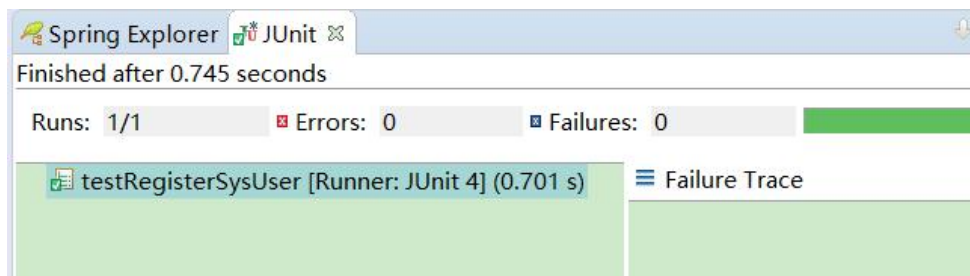 Spring Explorer JUnit
Finished after 0.745 seconds
Runs: 1/1 Errors: 0 Failures: 0
testRegisterSysUser [Runner: JUnit 4] (0.701 s) Failure Trace